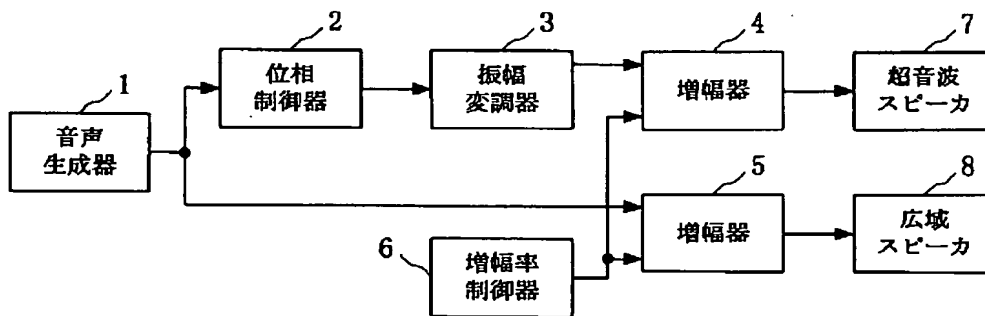 1
音声
生成器
2
位相
制御器
3
振幅
変調器
4
増幅器
7
超音波
スピーカ
5
増幅器
8
広域
スピーカ
6
増幅率
制御器